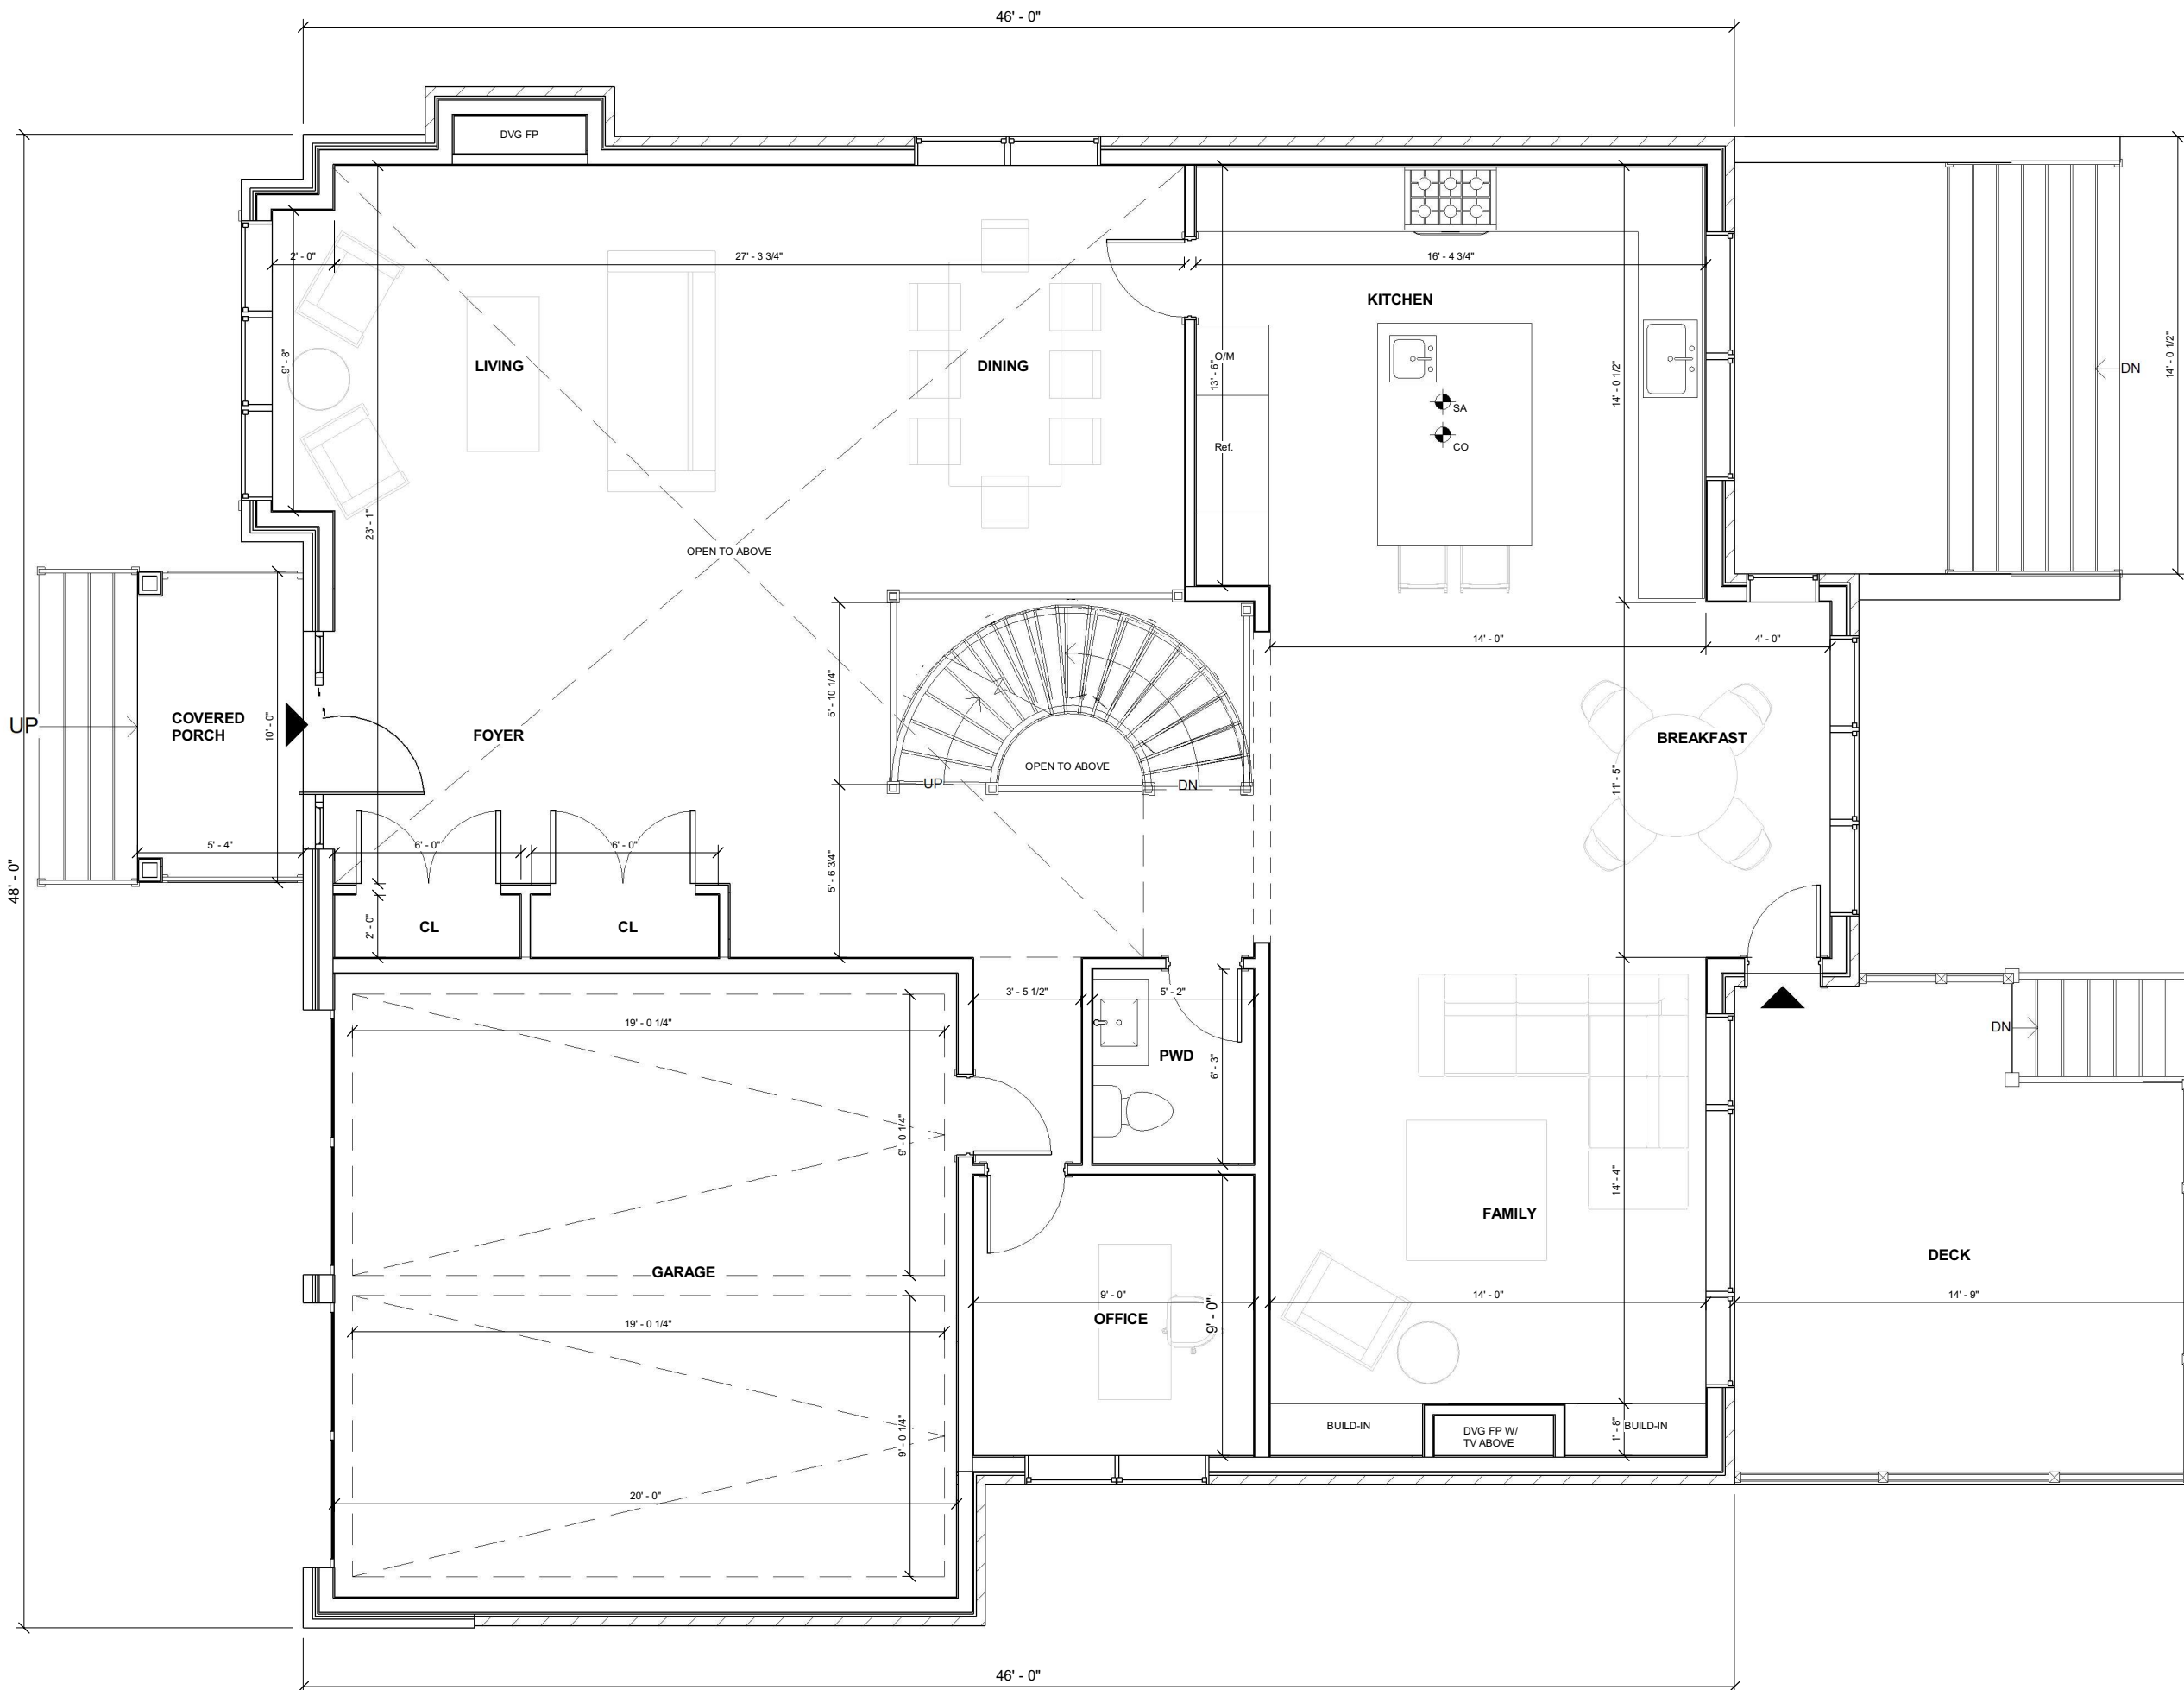 46' - 0"
DVG FP
2' - 0"
27' - 3 3/4"
16' - 4 3/4"
KITCHEN
14' - 0 1/2"
9' - 8"
LIVING
DINING
O/M
13' - 6"
14' - 0 1/2"
DN
SA
CO
Ref.
23' - 1"
OPEN TO ABOVE
14' - 0"
4' - 0"
5' - 10 1/4"
UP
COVERED
PORCH
10' - 0"
FOYER
BREAKFAST
OPEN TO ABOVE
UP
DN
11' - 5"
5' - 4"
6' - 0"
6' - 0"
48' - 0"
5' - 6 3/4"
2' - 0"
CL
CL
3' - 5 1/2"
5' - 2"
19' - 0 1/4"
DN
PWD
6' - 3"
9' - 0 1/4"
14' - 4"
FAMILY
DECK
GARAGE
9' - 0"
9' - 0"
14' - 0"
14' - 9"
OFFICE
19' - 0 1/4"
9' - 0 1/4"
BUILD-IN
DVG FP W/
TV ABOVE
1' - 8"
BUILD-IN
20' - 0"
46' - 0"